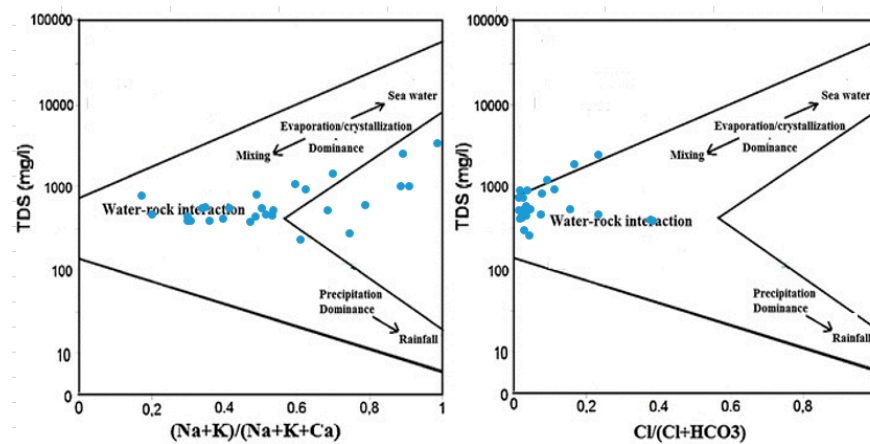 100000
10000
1000
100
10
0
TDS (mg/l)
Sea water
Evaporation/crystallization
Dominance
Mixing
Water-rock interaction
Precipitation
Dominance
Rainfall
0
0,2
0.4
0.6
0,8
1
(Na+K)/(Na+K+Ca)
100000
10000
1000
100
10
0
TDS (mg/l)
Sea water
Evaporation/crystallization
Dominance
Mixing
Water-rock interaction
Precipitation
Dominance
Rainfall
0
0,2
0.4
0.6
0,8
Cl/(Cl+HCO3)